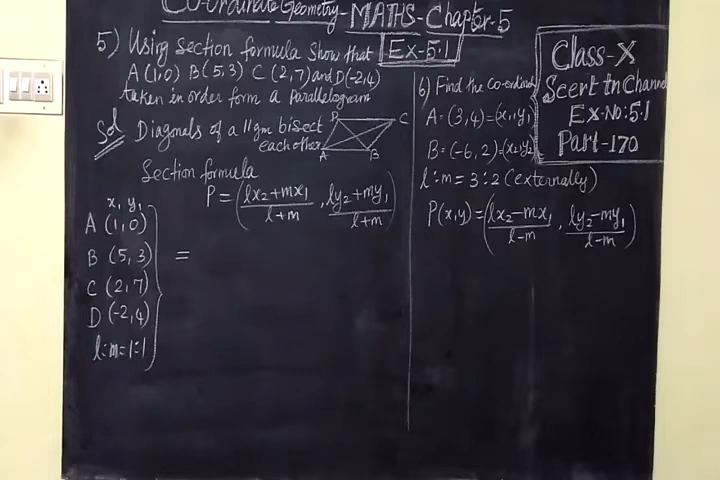 Co-ordinate Geometry-MATHS-Chapter-5
5) Using Section formula show that
A(1,0) B(5,3) C(2,7) and D(-2,4)
taken in order form a Parallelogram
Ex-5.1
Sol Diagonals of a llgm bisect
each other
D C
A B
Section formula
P=(lx2+mx1/l+m, ly2+my1/l+m)
x1 y1
A (1,0)
B (5,3)
C (2,7)
D (-2,4)
l:m=1:1
=
6) Find the Co-ordina
A=(3,4)=(x1,y1)
B=(-6,2)=(x2,y2)
l:m=3:2(externally)
P(x,y)=(lx2-mx1/l-m, ly2-my1/l-m)
Class-X
Scert tn Channel
Ex-No:5.1
Part-170